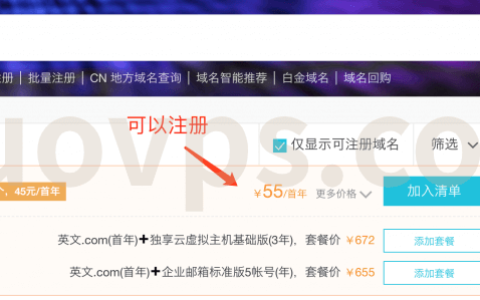 册 | 批量注册 | CN 地方域名查询 | 域名智能推荐 | 白金域名 | 域名回购
可以注册
仅显示可注册域名 筛选
个，45元/首年 ¥55/首年 更多价格 加入清单
英文.com(首年)+独享云虚拟主机基础版(3年)，套餐价 ¥672 添加套餐
英文.com(首年)+企业邮箱标准版5帐号(年)，套餐价 ¥655 添加套餐
uovps.co